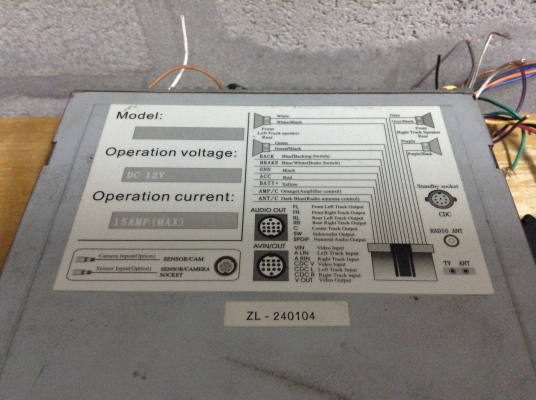 Model:
Operation voltage:
DC 12V
Operation current:
15AMP(MAX)
White
White/Black
Front
Left Track speaker
Rear
Green
Green/Black
Gray
Gray/Black
Front
Right Track Speaker
Rear
Purple
Purple/Black
BACK Blue(Backing Switch)
BRAKE Blue/White(Brake Switch)
GND Black
ACC Red
BATT+ Yellow
AMP/C Orange(Amplifier control)
ANT/C Dark Blue(Radio antenna control)
AUDIO OUT
FL Front Left Track Output
FR Front Right Track Output
RL Rear Left Track Output
RR Rear Right Track Output
C Centre Track Output
SW Subwoofer Output
SPDIF Numeral Audio Output
AVIN/OUT
VIN Video Input
A LIN Left Track Input
A RIN Right Track Input
CDC V Video Input
CDC L Left Track Input
CDC R Right Track Input
V OUT Video Output
Standby socket
CDC
RADIO ANT
TV ANT
Camera Input(Option) SENSOR/CAM
Sensor Input(Option) SENSOR/CAMERA
SOCKET
ZL - 240104